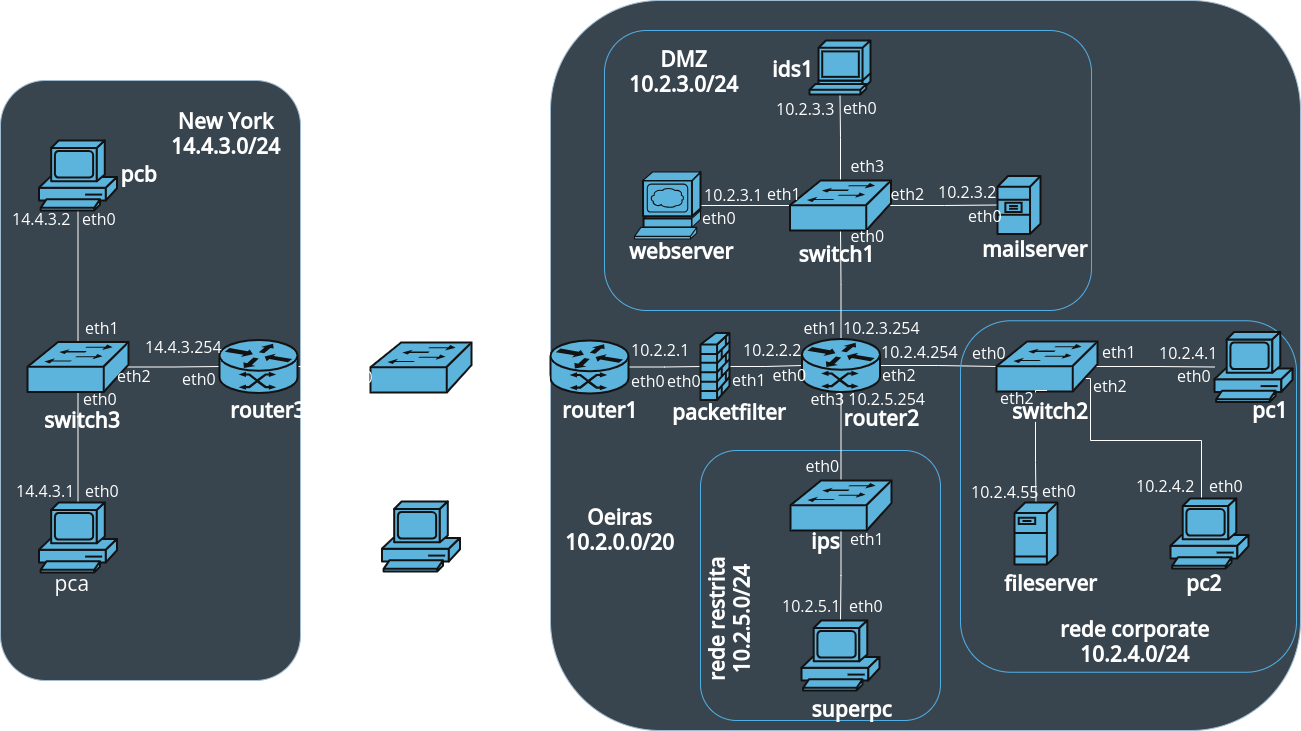 New York
14.4.3.0/24
pcb
14.4.3.2 eth0
eth1
14.4.3.254
eth2
eth0
eth0
switch3
router3
14.4.3.1 eth0
pca
DMZ
10.2.3.0/24
ids1
10.2.3.3 eth0
eth3
10.2.3.1 eth1
eth0
eth2 10.2.3.2
eth0
eth0
webserver
switch1
mailserver
eth1 10.2.3.254
10.2.2.1
eth0
eth0
10.2.2.2
eth1
eth0
10.2.4.254
eth2
eth3 10.2.5.254
router1
packetfilter
router2
eth0
eth1
10.2.4.1
eth0
eth2
eth2
switch2
pc1
10.2.4.55 eth0
10.2.4.2 eth0
fileserver
pc2
rede corporate
10.2.4.0/24
Oeiras
10.2.0.0/20
eth0
ips
eth1
rede restrita
10.2.5.0/24
10.2.5.1 eth0
superpc